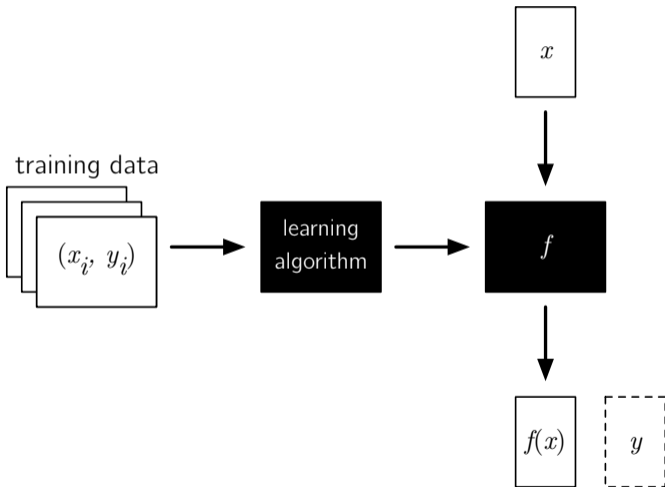 x
training data
(x_i, y_i)
learning
algorithm
f
f(x)
y